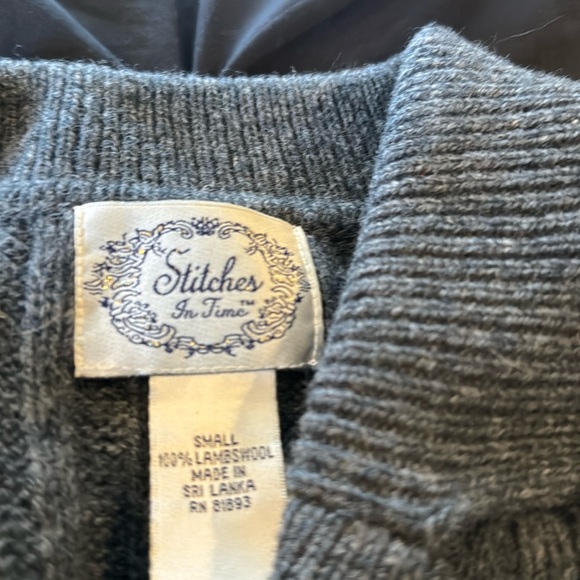 Stitches
In Time™
SMALL
100% LAMBSWOOL
MADE IN
SRI LANKA
RN 81893